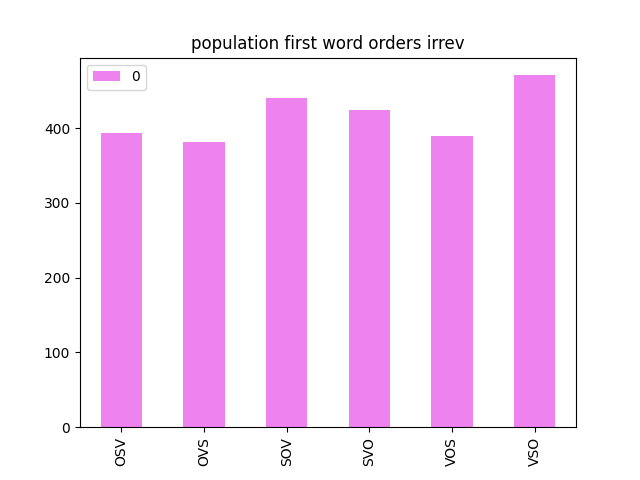 population first word orders irrev
0
400
300
200
100
0
OSV
OVS
SOV
SVO
VOS
VSO